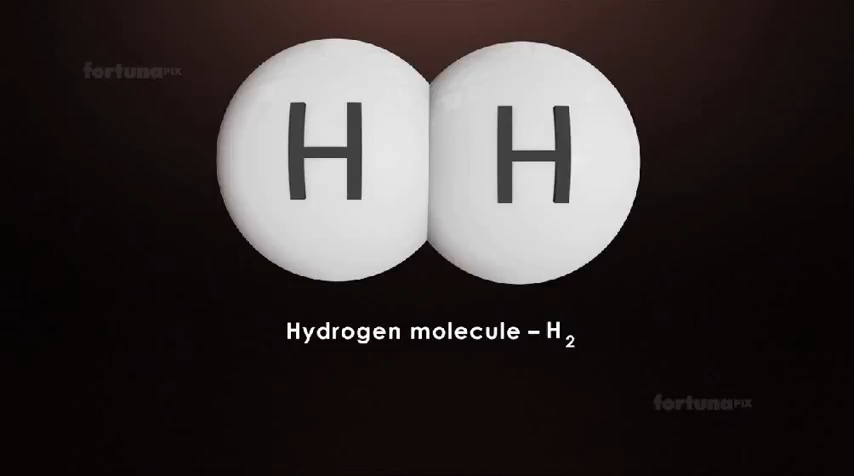 fortunaPIX
H H
Hydrogen molecule – H₂
fortunaPIX